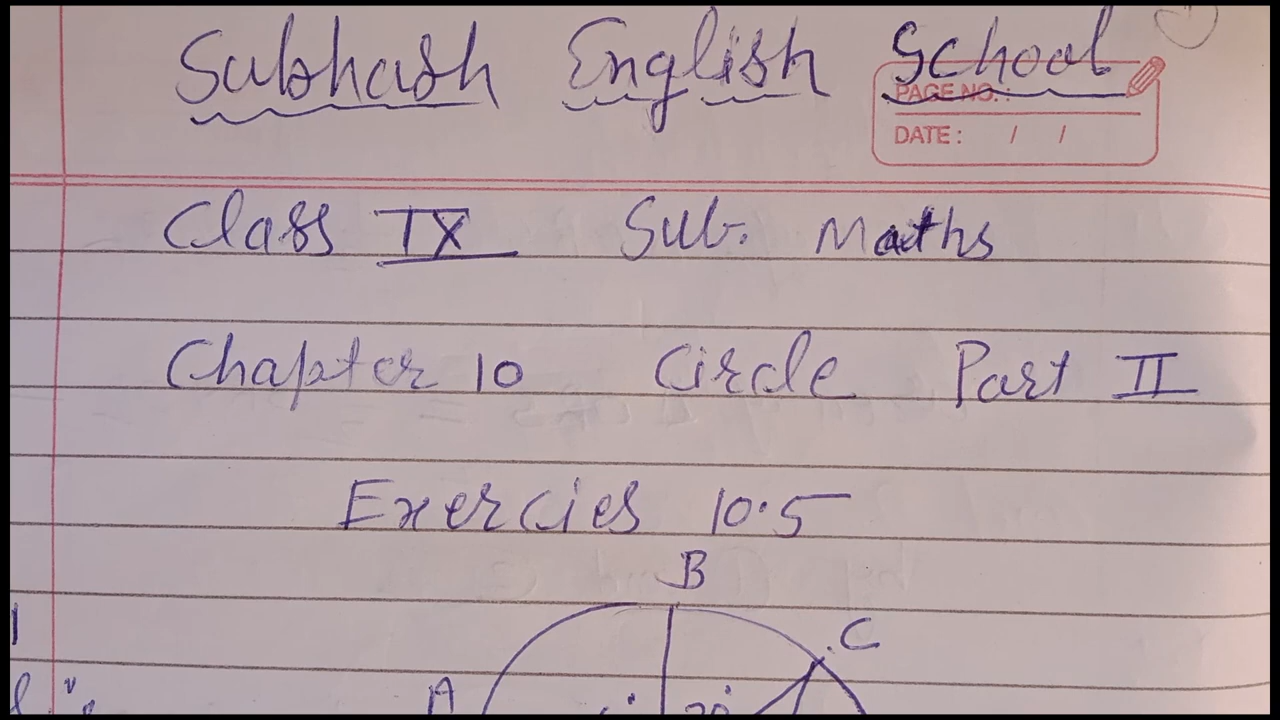 Subhash English School
PAGE NO. :
DATE : / /
Class IX Sub. Maths
Chapter 10 Circle Part II
Exercies 10.5
B
C
A